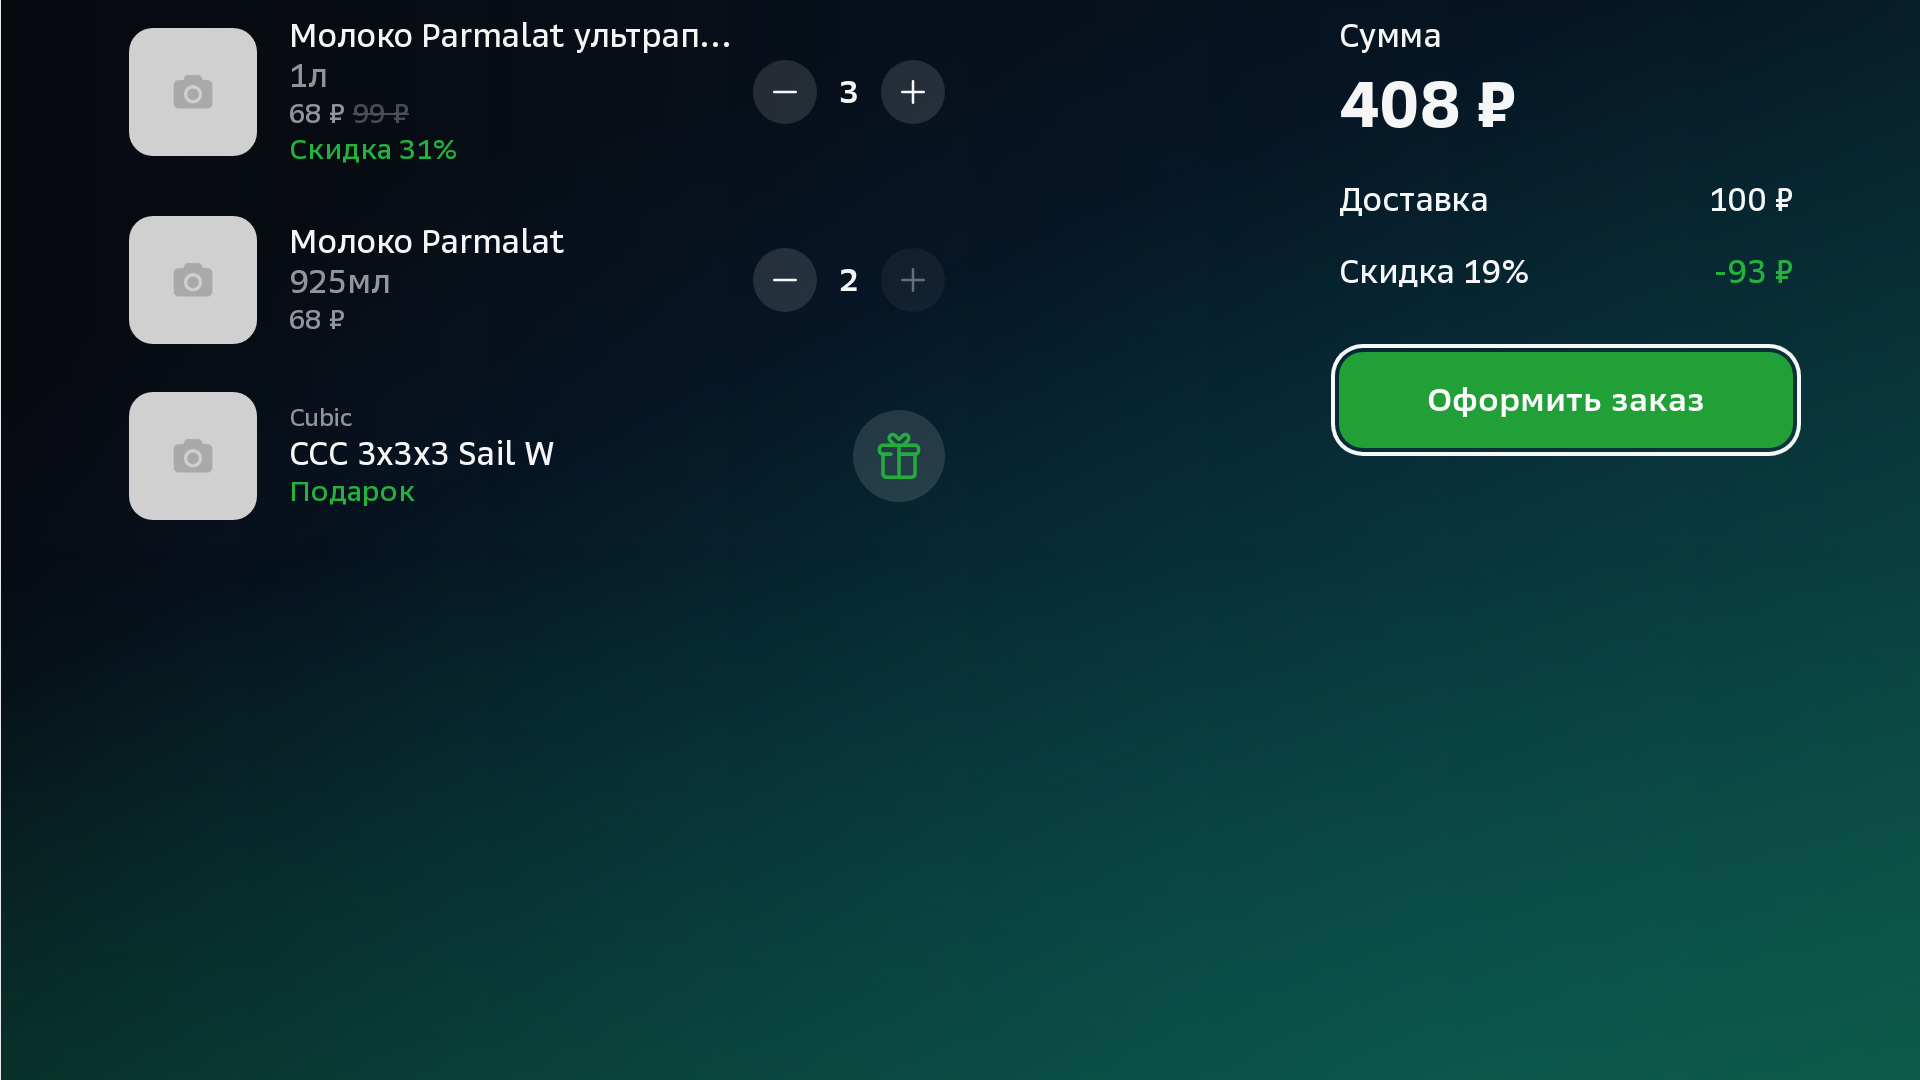 Молоко Parmalat ультрап...
1л
68 ₽ 99 ₽
Скидка 31%
3
Молоко Parmalat
925мл
68 ₽
2
Cubic
CCC 3x3x3 Sail W
Подарок
Сумма
408 ₽
Доставка 100 ₽
Скидка 19% -93 ₽
Оформить заказ